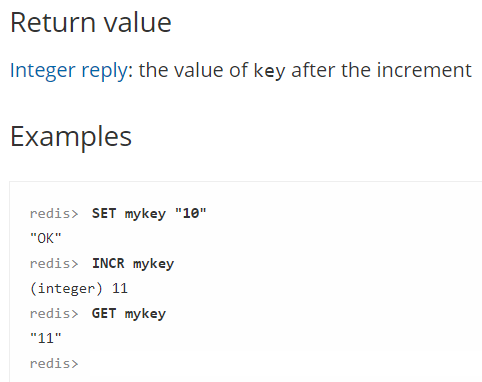 Return value
Integer reply: the value of key after the increment
Examples
redis> SET mykey "10"
"OK"
redis> INCR mykey
(integer) 11
redis> GET mykey
"11"
redis>